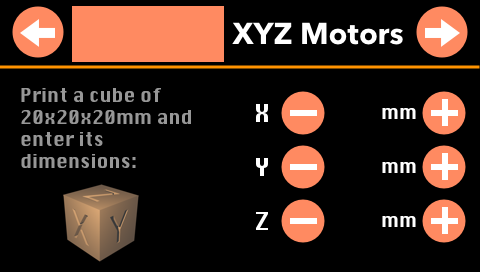 XYZ Motors
Print a cube of
20x20x20mm and
enter its
dimensions:
X mm
Y mm
Z mm
Z
X Y